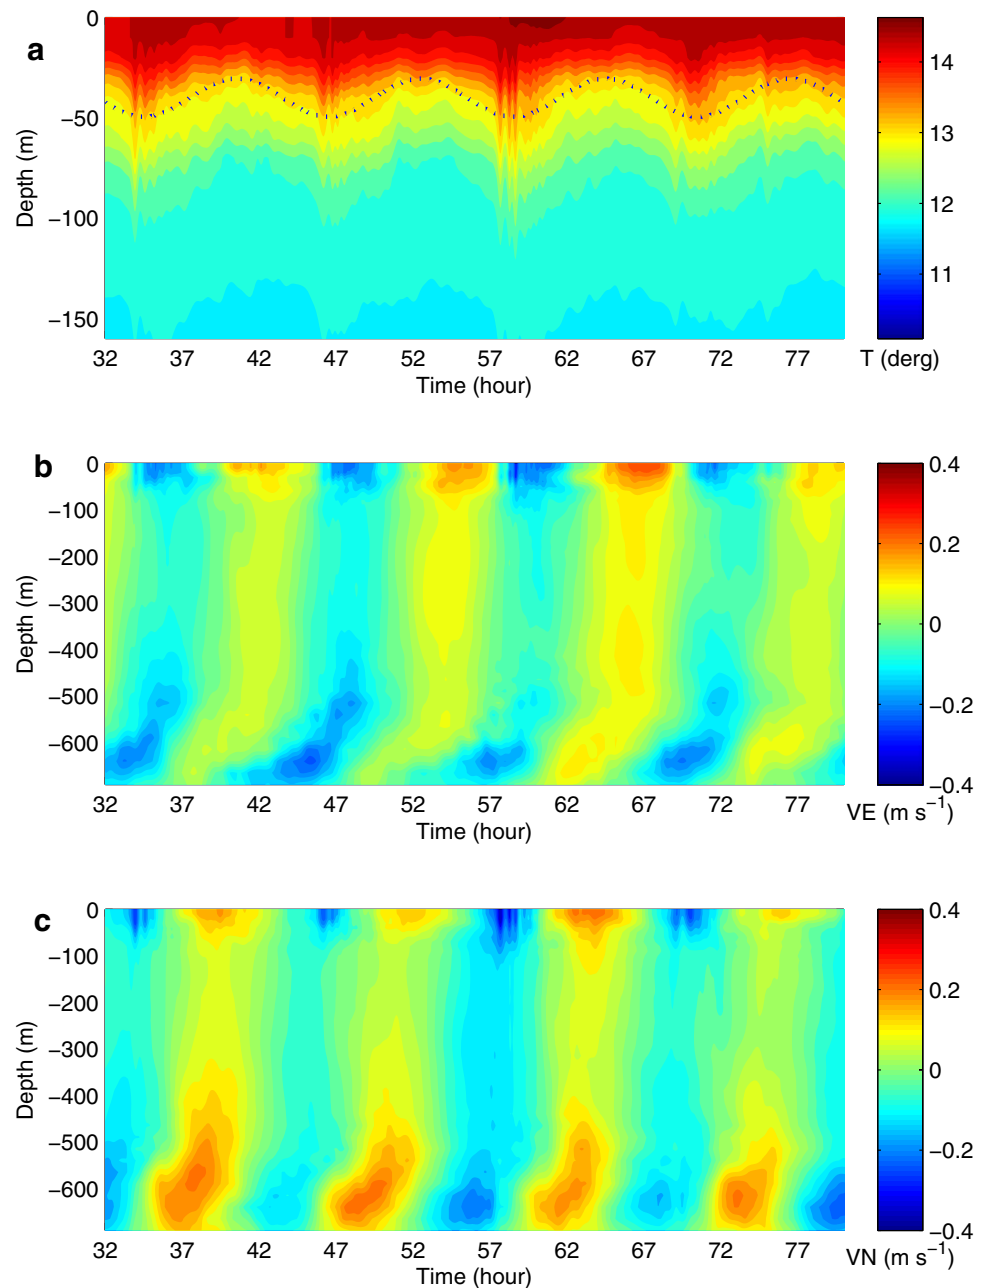 a
0
−50
−100
−150
Depth (m)
32 37 42 47 52 57 62 67 72 77
Time (hour)
14
13
12
11
T (derg)
b
0
−100
−200
−300
−400
−500
−600
Depth (m)
32 37 42 47 52 57 62 67 72 77
Time (hour)
0.4
0.2
0
−0.2
−0.4
VE (m s⁻¹)
c
0
−100
−200
−300
−400
−500
−600
Depth (m)
32 37 42 47 52 57 62 67 72 77
Time (hour)
0.4
0.2
0
−0.2
−0.4
VN (m s⁻¹)